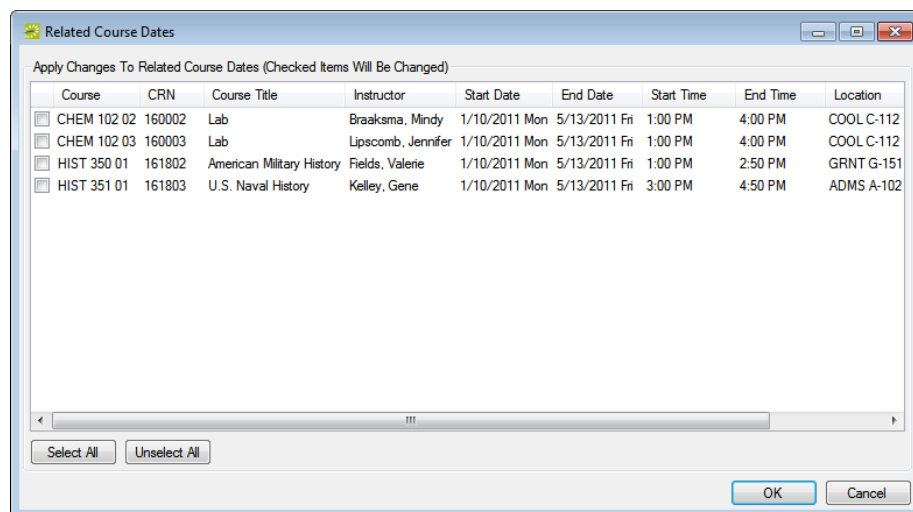 Related Course Dates
Apply Changes To Related Course Dates (Checked Items Will Be Changed)
Course CRN Course Title Instructor Start Date End Date Start Time End Time Location
CHEM 102 02 160002 Lab Braaksma, Mindy 1/10/2011 Mon 5/13/2011 Fri 1:00 PM 4:00 PM COOL C-112
CHEM 102 03 160003 Lab Lipscomb, Jennifer 1/10/2011 Mon 5/13/2011 Fri 1:00 PM 4:00 PM COOL C-112
HIST 350 01 161802 American Military History Fields, Valerie 1/10/2011 Mon 5/13/2011 Fri 1:00 PM 2:50 PM GRNT G-151
HIST 351 01 161803 U.S. Naval History Kelley, Gene 1/10/2011 Mon 5/13/2011 Fri 3:00 PM 4:50 PM ADMS A-102
Select All Unselect All
OK Cancel